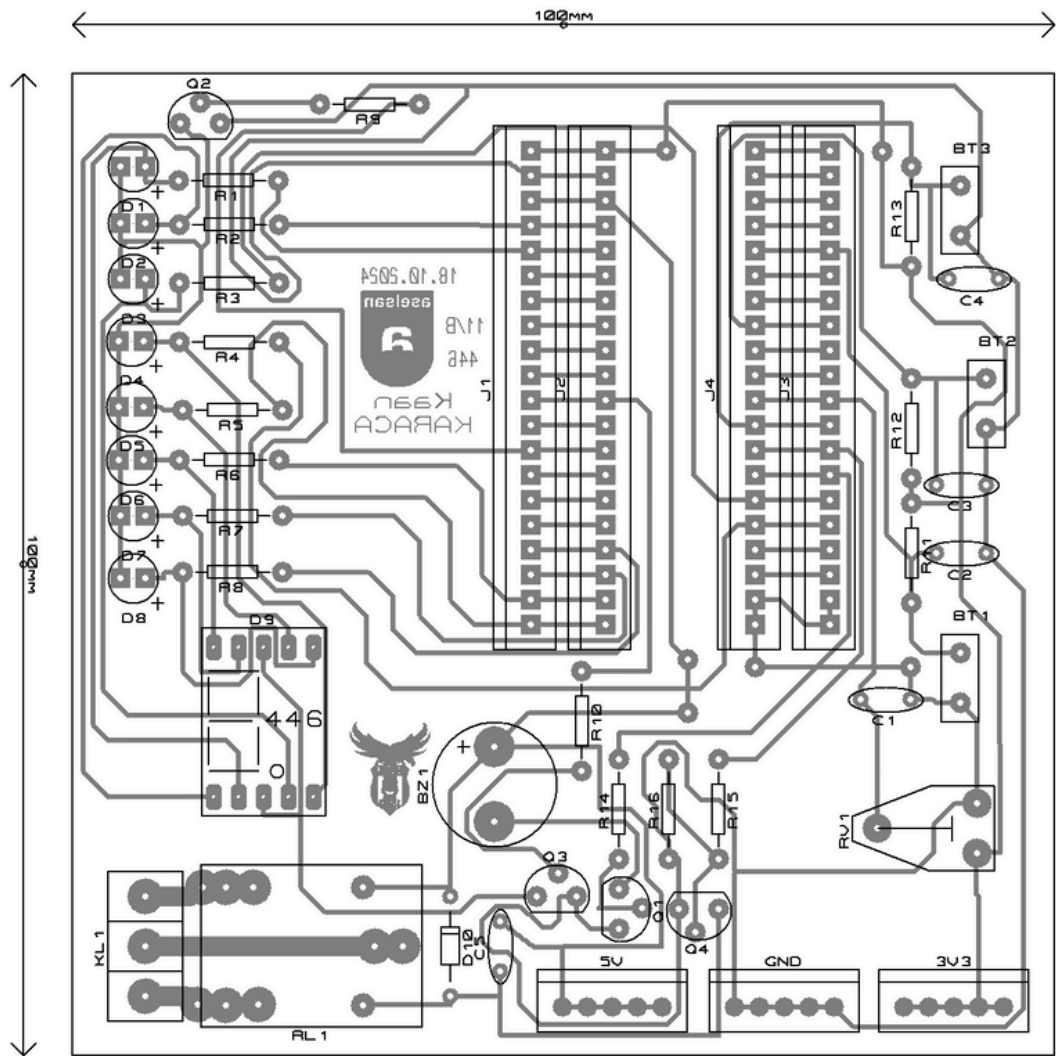 100mm
100mm
Q2
R9
D1
D2
D3
D4
D5
D6
D7
D8
R1
R2
R3
R4
R5
R6
R7
R8
18.10.2024
aselsan
a
11/B
446
Kaan
KARACA
J1
J2
J4
J3
BT3
R13
C4
BT2
R12
C3
R11
C2
BT1
C1
RV1
D9
446
BZ1
R10
R14
R16
R15
Q3
Q1
Q4
KL1
RL1
D10
C5
5V
GND
3V3